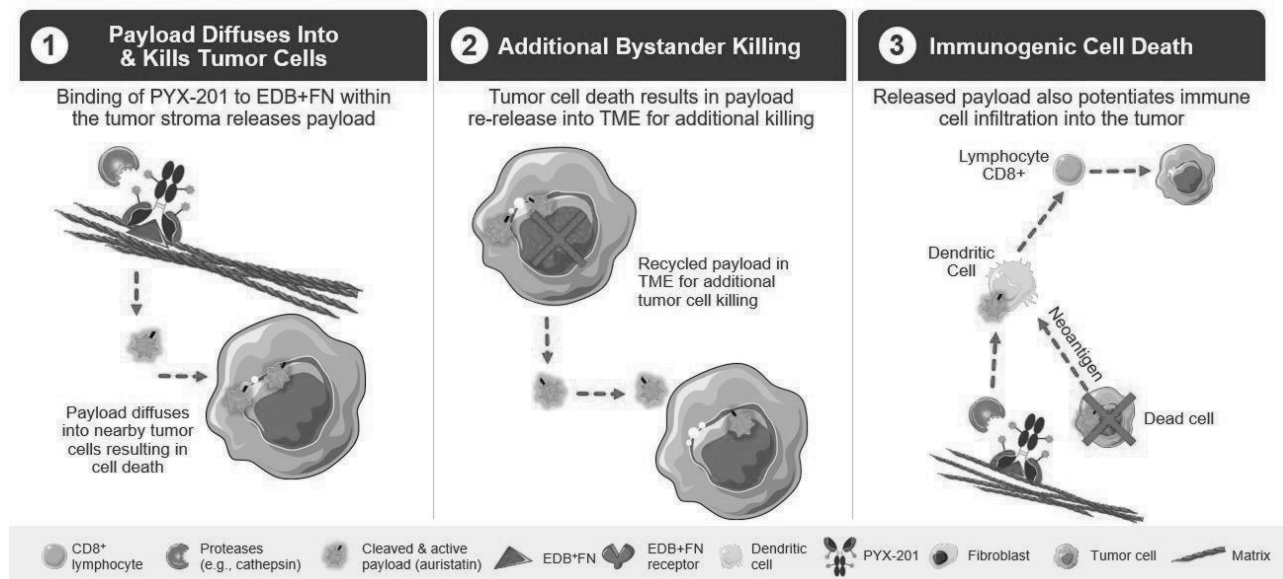 1
Payload Diffuses Into
& Kills Tumor Cells
Binding of PYX-201 to EDB+FN within
the tumor stroma releases payload
Payload diffuses
into nearby tumor
cells resulting in
cell death
2
Additional Bystander Killing
Tumor cell death results in payload
re-release into TME for additional killing
Recycled payload in
TME for additional
tumor cell killing
3
Immunogenic Cell Death
Released payload also potentiates immune
cell infiltration into the tumor
Lymphocyte
CD8+
Dendritic
Cell
Neoantigen
Dead cell
CD8⁺
lymphocyte
Proteases
(e.g., cathepsin)
Cleaved & active
payload (auristatin)
EDB⁺FN
EDB+FN
receptor
Dendritic
cell
PYX-201
Fibroblast
Tumor cell
Matrix